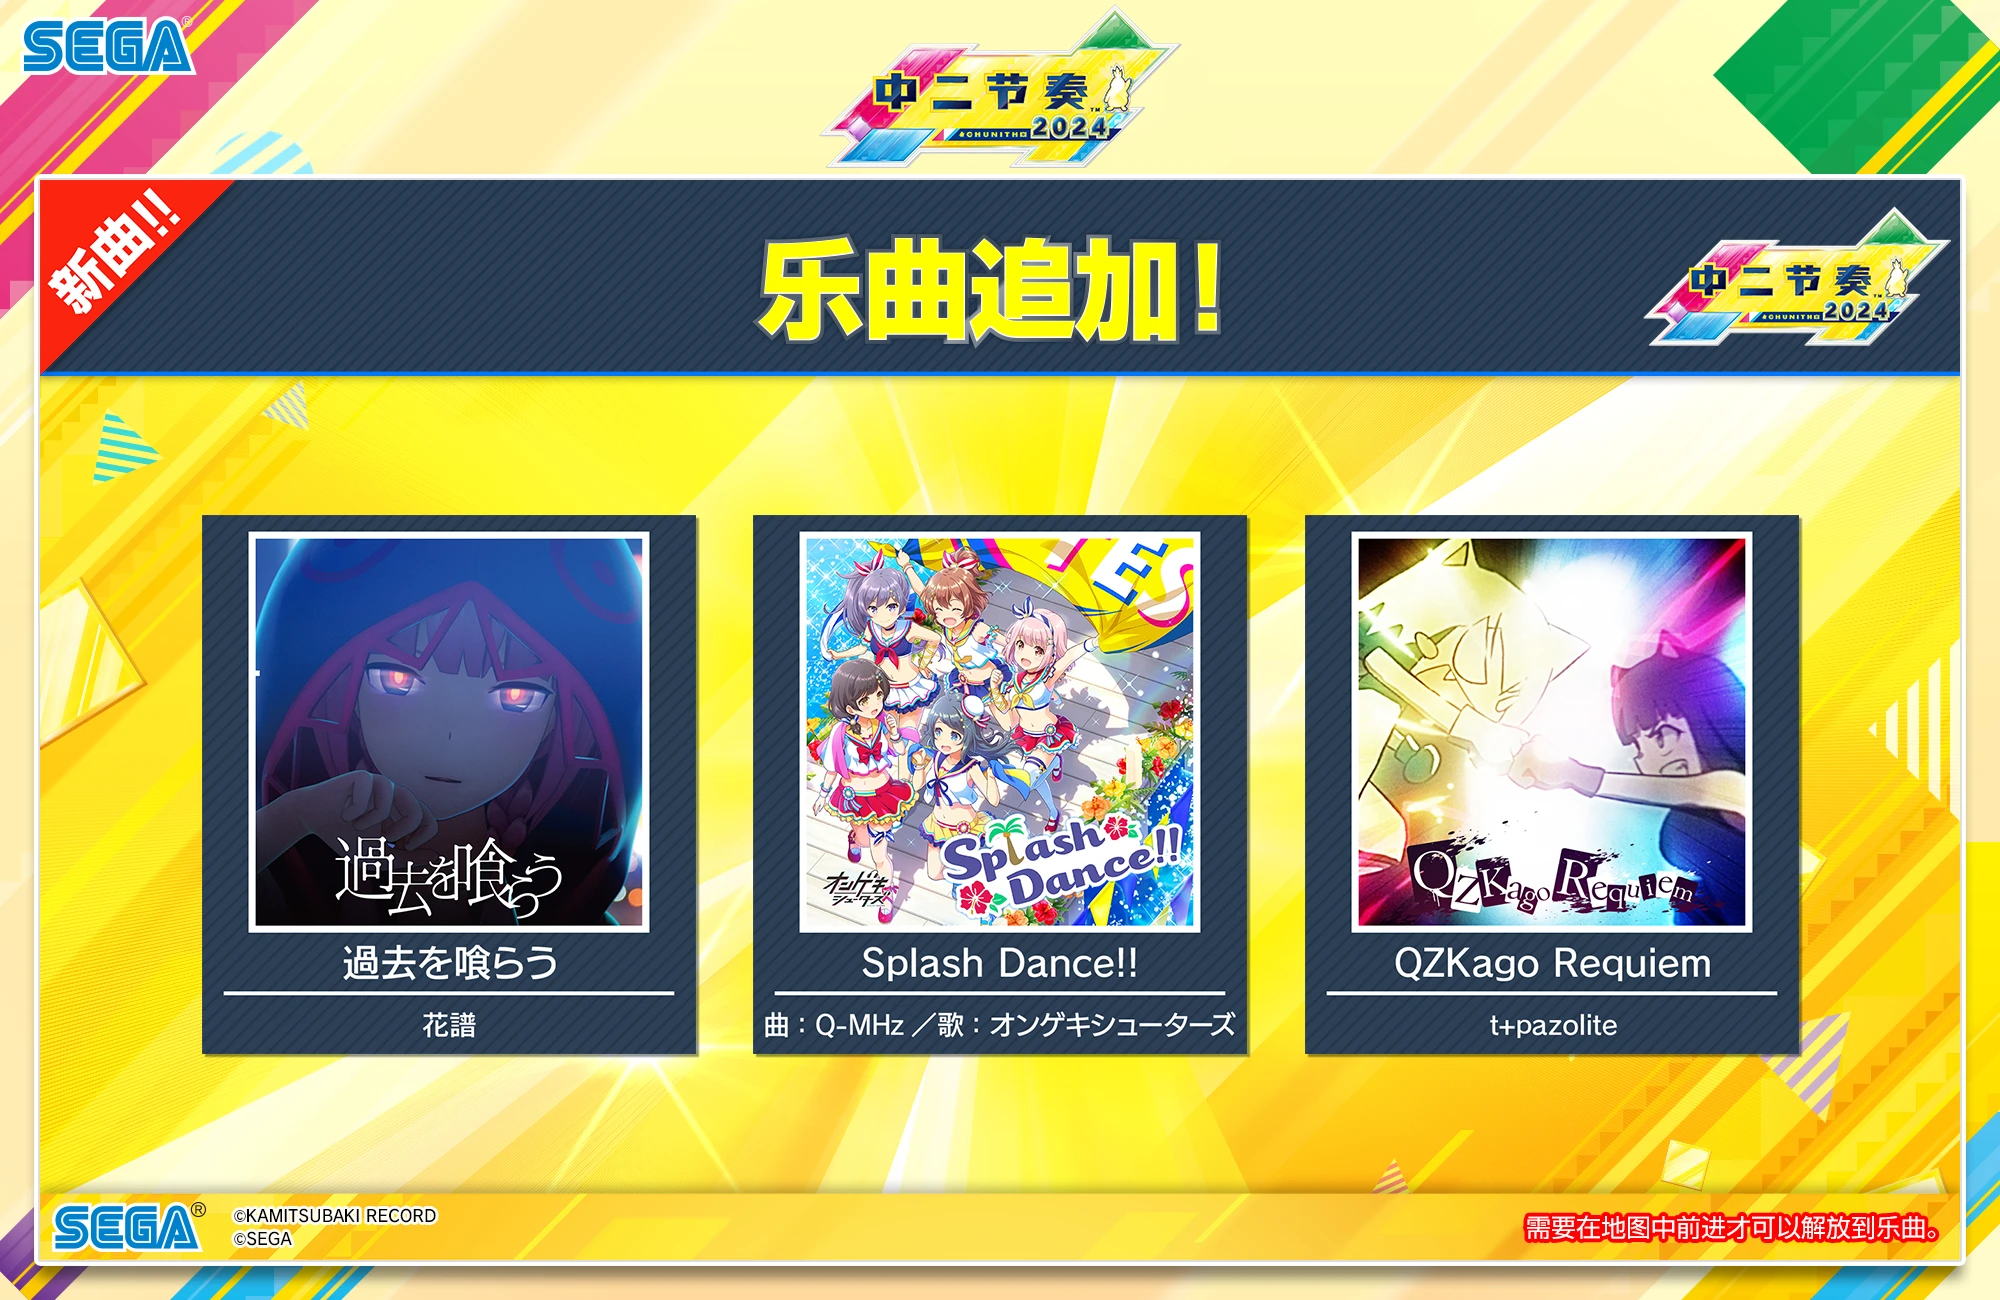 SEGA®
中二节奏™
CHUNITHM
2024
新曲!!
乐曲追加!
中二节奏™
CHUNITHM
2024
過去を喰らう
過去を喰らう
花譜
Splash Dance!!
オンゲキシューターズ
Splash Dance!!
曲：Q-MHz ／歌：オンゲキシューターズ
QZKago Requiem
QZKago Requiem
t+pazolite
SEGA®
©KAMITSUBAKI RECORD
©SEGA
需要在地图中前进才可以解放到乐曲。